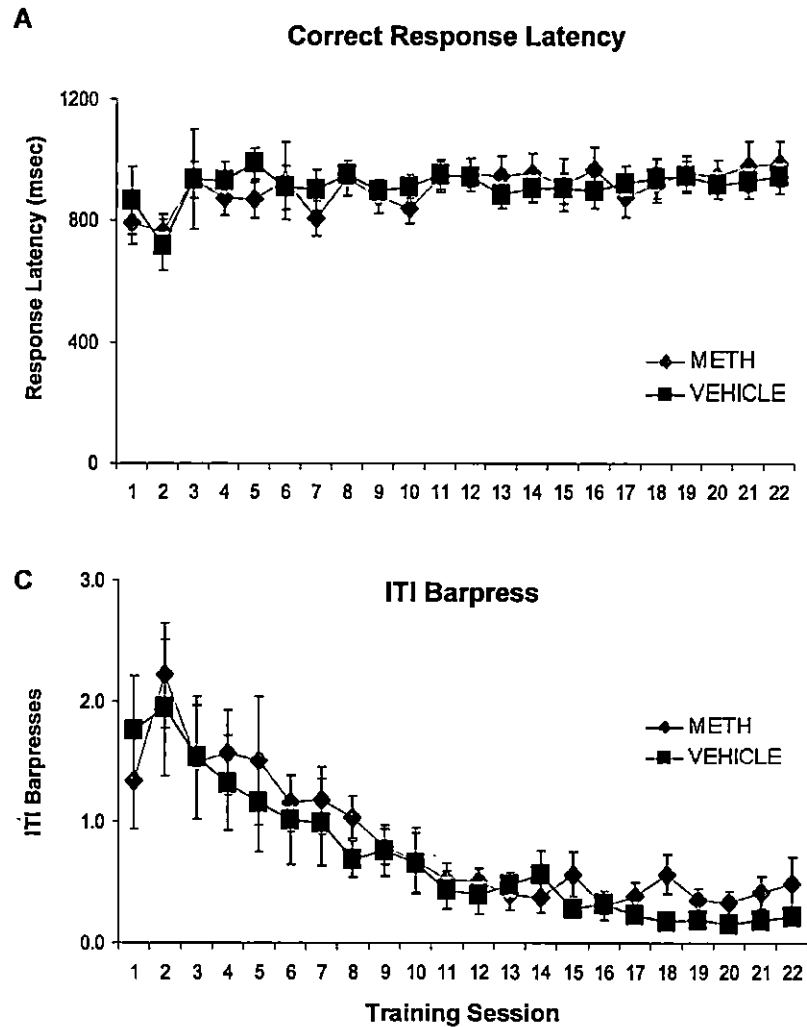 A
Correct Response Latency
Response Latency (msec)
1200
800
400
0
METH
VEHICLE
1 2 3 4 5 6 7 8 9 10 11 12 13 14 15 16 17 18 19 20 21 22
C
ITI Barpress
ITI Barpresses
3.0
2.0
1.0
0.0
METH
VEHICLE
1 2 3 4 5 6 7 8 9 10 11 12 13 14 15 16 17 18 19 20 21 22
Training Session